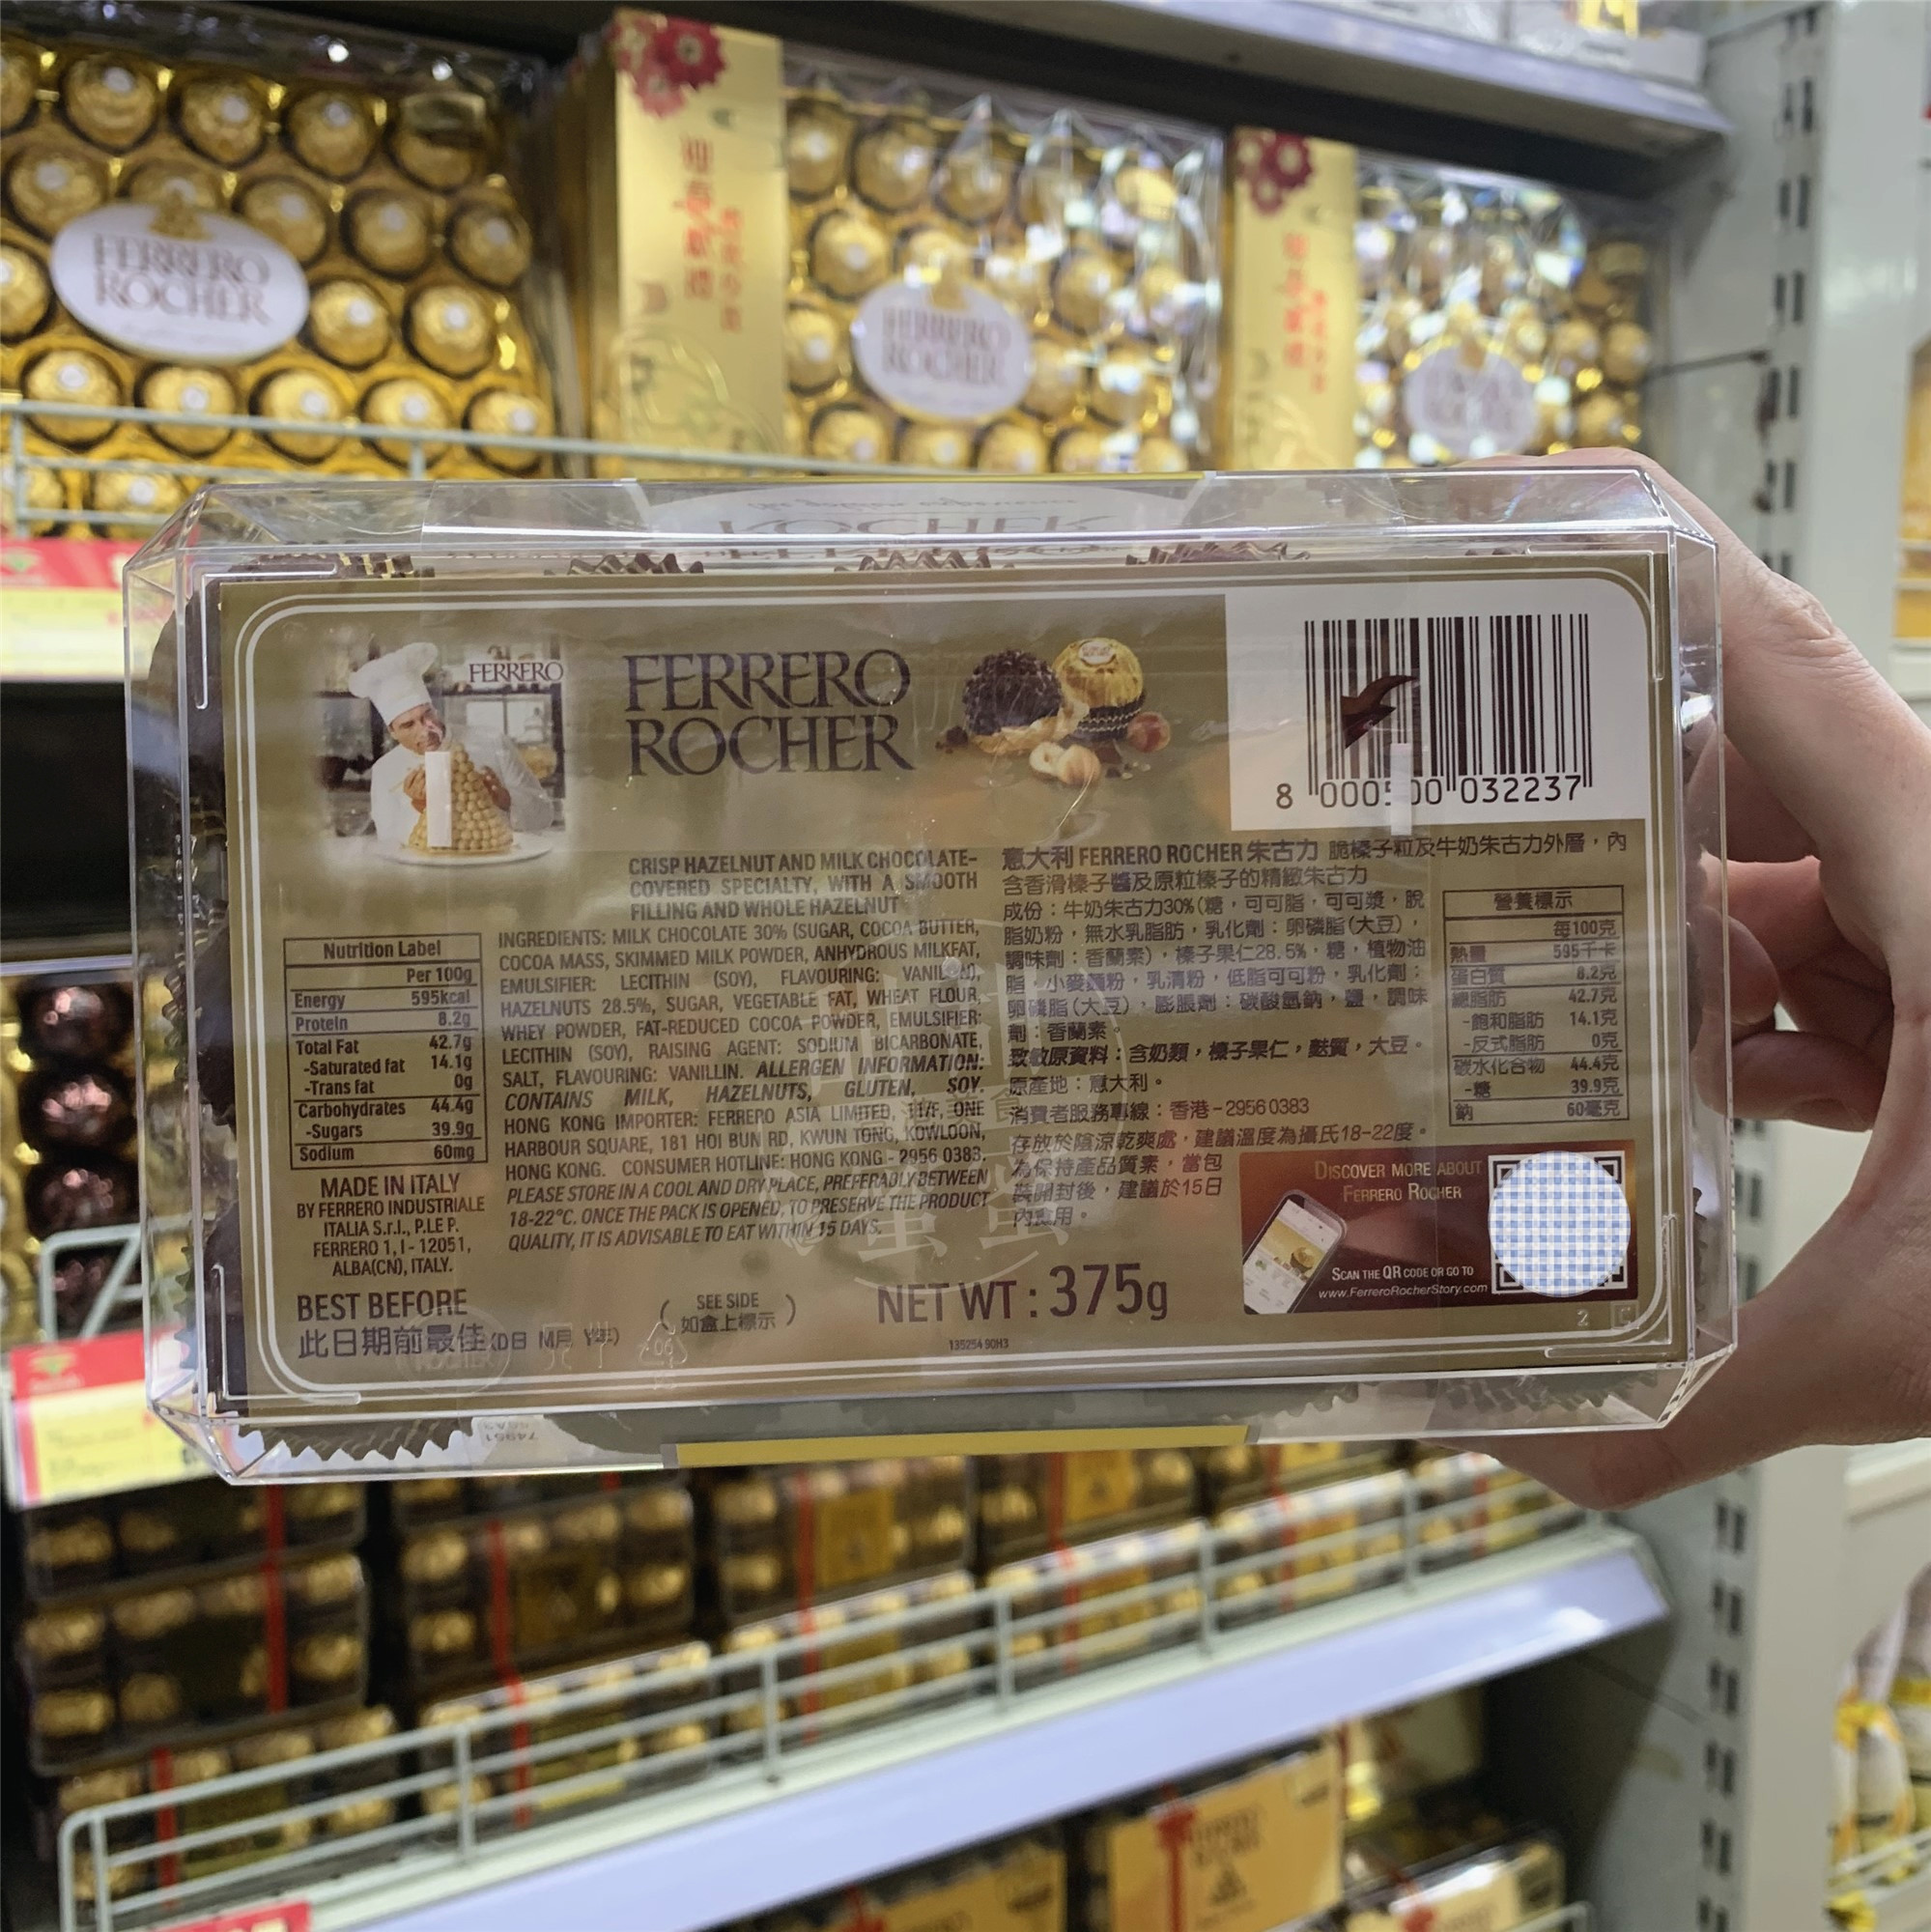 FERRERO
ROCHER
FERRERO
ROCHER
ROCHER
FERRERO
FERRERO
ROCHER
032237
CRISP HAZELNUT AND MILK CHOCOLATE-
COVERED SPECIALTY, WITH A SMOOTH
FILLING AND WHOLE HAZELNUT
INGREDIENTS: MILK CHOCOLATE 30% (SUGAR, COCOA BUTTER,
COCOA MASS, SKIMMED MILK POWDER, ANHYDROUS MILKFAT,
EMULSIFIER: LECITHIN (SOY), FLAVOURING:
HAZELNUTS 28.5%, SUGAR, VEGETABLE FAT, WHEAT FLOUR,
WHEY POWDER, FAT-REDUCED COCOA POWDER, EMULSIFIER:
LECITHIN (SOY), RAISING AGENT: SODIUM BICARBONATE,
SALT, FLAVOURING: VANILLIN. ALLERGEN INFORMATION:
CONTAINS MILK, HAZELNUTS, GLUTEN, SOY.
HONG KONG IMPORTER: FERRERO ASIA LIMITED, 11/F, ONE
HARBOUR SQUARE, 181 HOI BUN RD, KWUN TONG, KOWLOON,
HONG KONG. CONSUMER HOTLINE: HONG KONG - 2956 0383.
PLEASE STORE IN A COOL AND DRY PLACE, PREFERABLY BETWEEN
18-22°C. ONCE THE PACK IS OPENED, TO PRESERVE THE PRODUCT
QUALITY, IT IS ADVISABLE TO EAT WITHIN 15 DAYS.
Nutrition Label
Per 100g
Energy 595kcal
Protein 8.2g
Total Fat 42.7g
-Saturated fat 14.1g
-Trans fat 0g
Carbohydrates 44.4g
-Sugars 39.9g
Sodium 60mg
MADE IN ITALY
BY FERRERO INDUSTRIALE
ITALIA S.r.l., P.LE P.
FERRERO 1, I - 12051,
ALBA(CN), ITALY.
BEST BEFORE
此日期前最佳(D日 M月 Y年)
( SEE SIDE
如盒上標示 )
NET WT : 375g
135254 90H3
意大利 FERRERO ROCHER 朱古力 脆榛子粒及牛奶朱古力外層，內
含香滑榛子醬及原粒榛子的精緻朱古力
成份：牛奶朱古力30%(糖，可可脂，可可漿，脫
脂奶粉，無水乳脂肪，乳化劑：卵磷脂(大豆)，
調味劑：香蘭素)，榛子果仁28.5%，糖，植物油
脂，小麥麵粉，乳清粉，低脂可可粉，乳化劑：
卵磷脂(大豆)，膨脹劑：碳酸氫鈉，鹽，調味
劑：香蘭素。
致敏原資料：含奶類，榛子果仁，麩質，大豆。
原產地：意大利。
消費者服務專線：香港 - 2956 0383
存放於陰涼乾爽處，建議溫度為攝氏18-22度。
為保持產品質素，當包
裝開封後，建議於15日
內食用。
營養標示
每100克
熱量 595千卡
蛋白質 8.2克
總脂肪 42.7克
-飽和脂肪 14.1克
-反式脂肪 0克
碳水化合物 44.4克
-糖 39.9克
鈉 60毫克
DISCOVER MORE ABOUT
FERRERO ROCHER
SCAN THE QR CODE OR GO TO
www.FerreroRocherStory.com
2